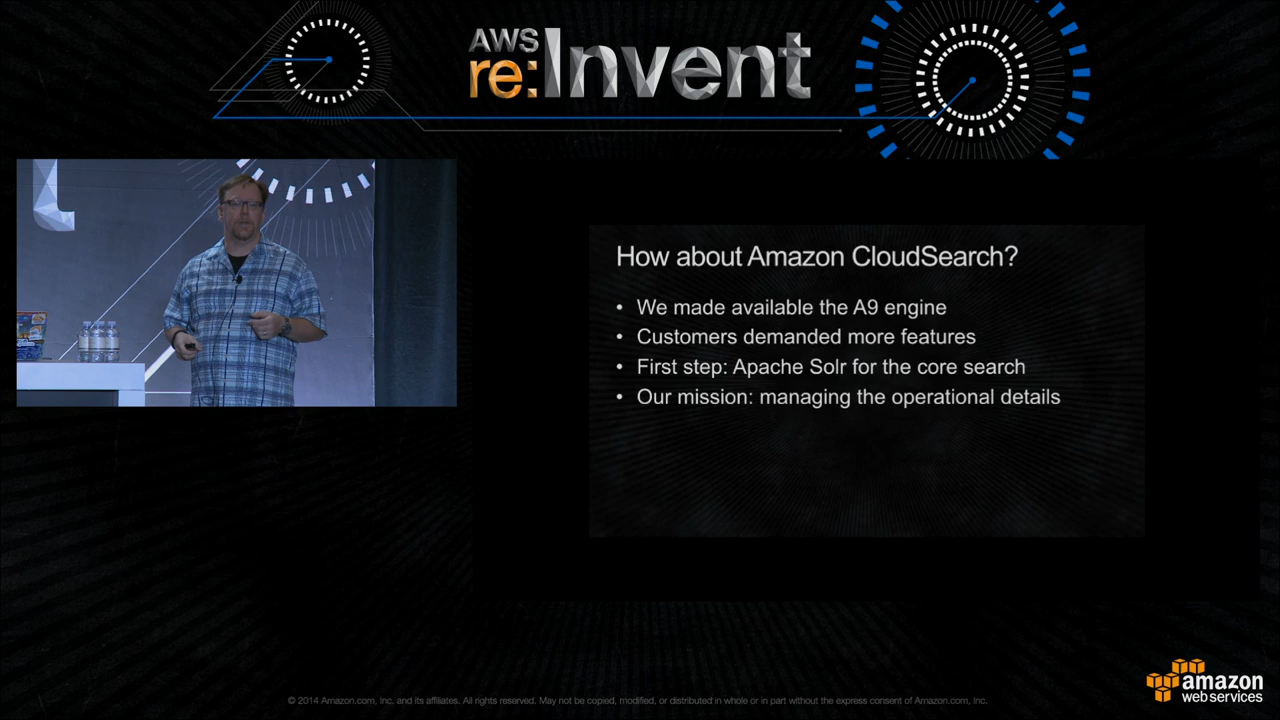 AWS
re:Invent
How about Amazon CloudSearch?
• We made available the A9 engine
• Customers demanded more features
• First step: Apache Solr for the core search
• Our mission: managing the operational details
© 2014 Amazon.com, Inc. and its affiliates. All rights reserved. May not be copied, modified, or distributed in whole or in part without the express consent of Amazon.com, Inc.
amazon
web services